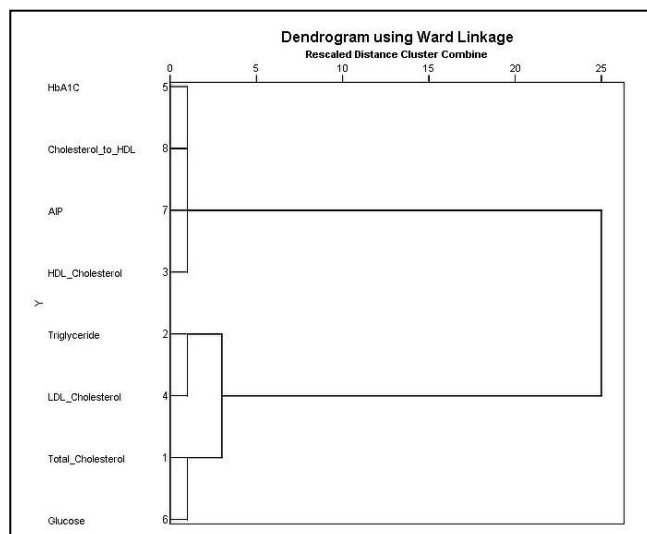 Dendrogram using Ward Linkage
Rescaled Distance Cluster Combine
0 5 10 15 20 25
HbA1C 5
Cholesterol_to_HDL 8
AIP 7
HDL_Cholesterol 3
Y
Triglyceride 2
LDL_Cholesterol 4
Total_Cholesterol 1
Glucose 6